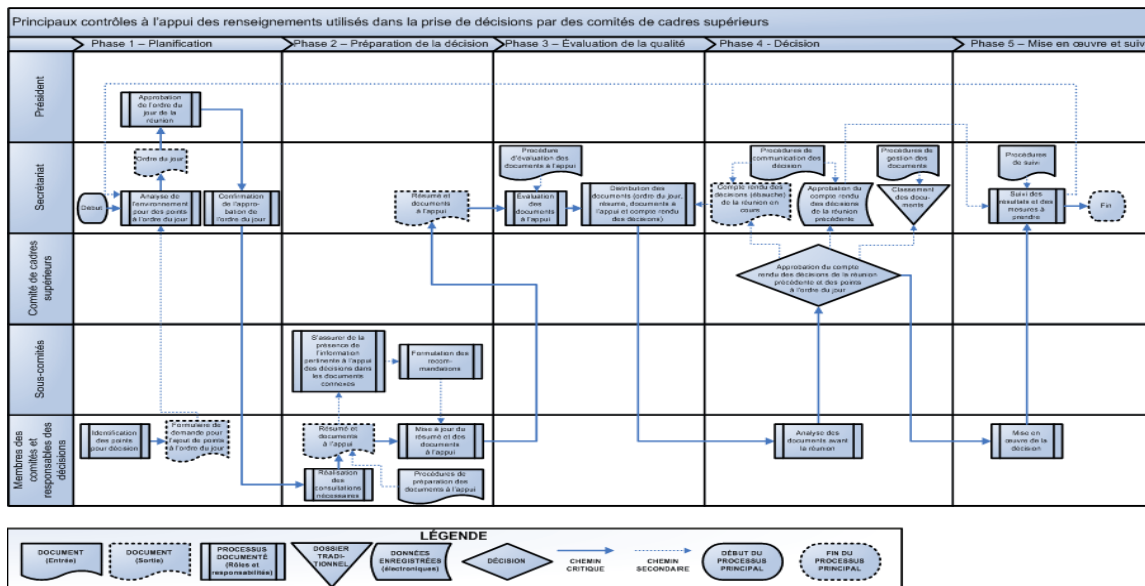 Principaux contrôles à l'appui des renseignements utilisés dans la prise de décisions par des comités de cadres supérieurs
Phase 1 – Planification
Phase 2 – Préparation de la décision
Phase 3 – Évaluation de la qualité
Phase 4 - Décision
Phase 5 – Mise en œuvre et suivi
Président
Approbation
de l'ordre du
jour de la
réunion
Secrétariat
Début
Ordre du jour
Analyse de
l'environnement
pour des points
à l'ordre du jour
Confirmation de
l'appro-
bation de
l'ordre du jour
Résumé et
documents à
l'appui
Procédure
d'évaluation des
documents à l'appui
Évaluation
des
documents à
l'appui
Distribution des
documents (ordre du jour,
résumé, documents à
l'appui et compte rendu
des décisions)
Procédures de
communication des
décision
Compte rendu des
décisions (ébauche) de
la réunion en
cours
Approbation du
compte rendu
des décisions de
la réunion
précédente
Procédures de
gestion des
documents
Classement
des docu-
ments
Procédures
de suivi
Suivi des
résultats et des
mesures à
prendre
Fin
Comité de cadres
supérieurs
Approbation du compte
rendu des décisions de la réunion
précédente et des points
à l'ordre du jour
Sous-comités
S'assurer de la
présence de
l'information
pertinente à l'appui
des décisions dans
les documents
connexes
Formulation des
recom-
mandations
Membres des
comités et
responsables des
décisions
Identification
des points
pour décision
Formulaire de
demande pour
l'ajout de points
à l'ordre du jour
Résumé et
documents
à l'appui
Mise à jour du
résumé et des
documents
à l'appui
Réalisation
des
consultations
nécessaires
Procédures de
préparation des
documents à l'appui
Analyse des
documents avant
la réunion
Mise en
œuvre de la
décision
LÉGENDE
DOCUMENT
(Entrée)
DOCUMENT
(Sortie)
PROCESSUS
DOCUMENTÉ
(Rôles et
responsabilités)
DOSSIER
TRADI-
TIONNEL
DONNÉES
ENREGISTRÉES
(électroniques)
DÉCISION
CHEMIN
CRITIQUE
CHEMIN
SECONDAIRE
DÉBUT DU
PROCESSUS
PRINCIPAL
FIN DU
PROCESSUS
PRINCIPAL